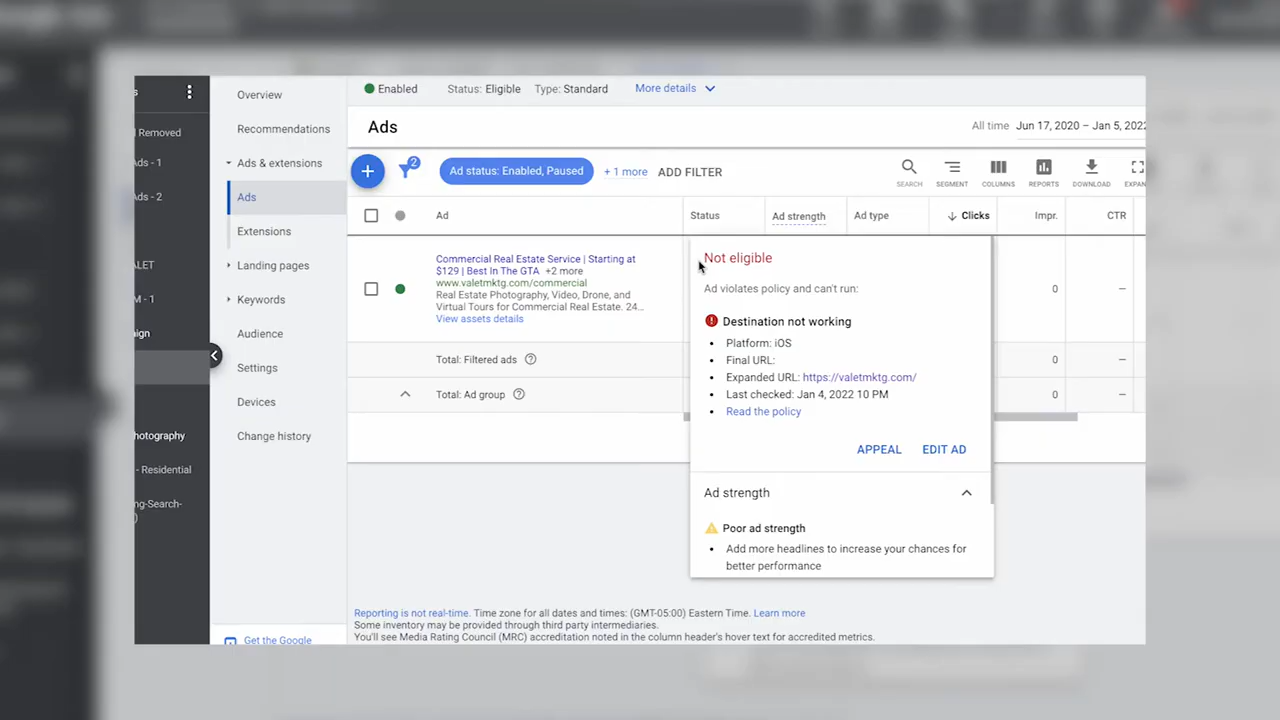 Enabled Status: Eligible Type: Standard More details
Ads
All time Jun 17, 2020 – Jan 5, 2022
2
Ad status: Enabled, Paused + 1 more ADD FILTER
SEARCH SEGMENT COLUMNS REPORTS DOWNLOAD EXPAN
Ad Status Ad strength Ad type Clicks Impr. CTR
Commercial Real Estate Service | Starting at
$129 | Best In The GTA +2 more
www.valetmktg.com/commercial
Real Estate Photography, Video, Drone, and
Virtual Tours for Commercial Real Estate. 24...
View assets details
0 –
Total: Filtered ads 0 –
Total: Ad group 0 –
Not eligible
Ad violates policy and can't run:
Destination not working
• Platform: iOS
• Final URL:
• Expanded URL: https://valetmktg.com/
• Last checked: Jan 4, 2022 10 PM
• Read the policy
APPEAL EDIT AD
Ad strength
Poor ad strength
• Add more headlines to increase your chances for
better performance
Reporting is not real-time. Time zone for all dates and times: (GMT-05:00) Eastern Time. Learn more
Some inventory may be provided through third party intermediaries.
You'll see Media Rating Council (MRC) accreditation noted in the column header's hover text for accredited metrics.
Overview
Recommendations
Ads & extensions
Ads
Extensions
Landing pages
Keywords
Audience
Settings
Devices
Change history
Get the Google
s
Removed
Ads - 1
Ads - 2
LET
M - 1
ign
hotography
- Residential
ng-Search-
)